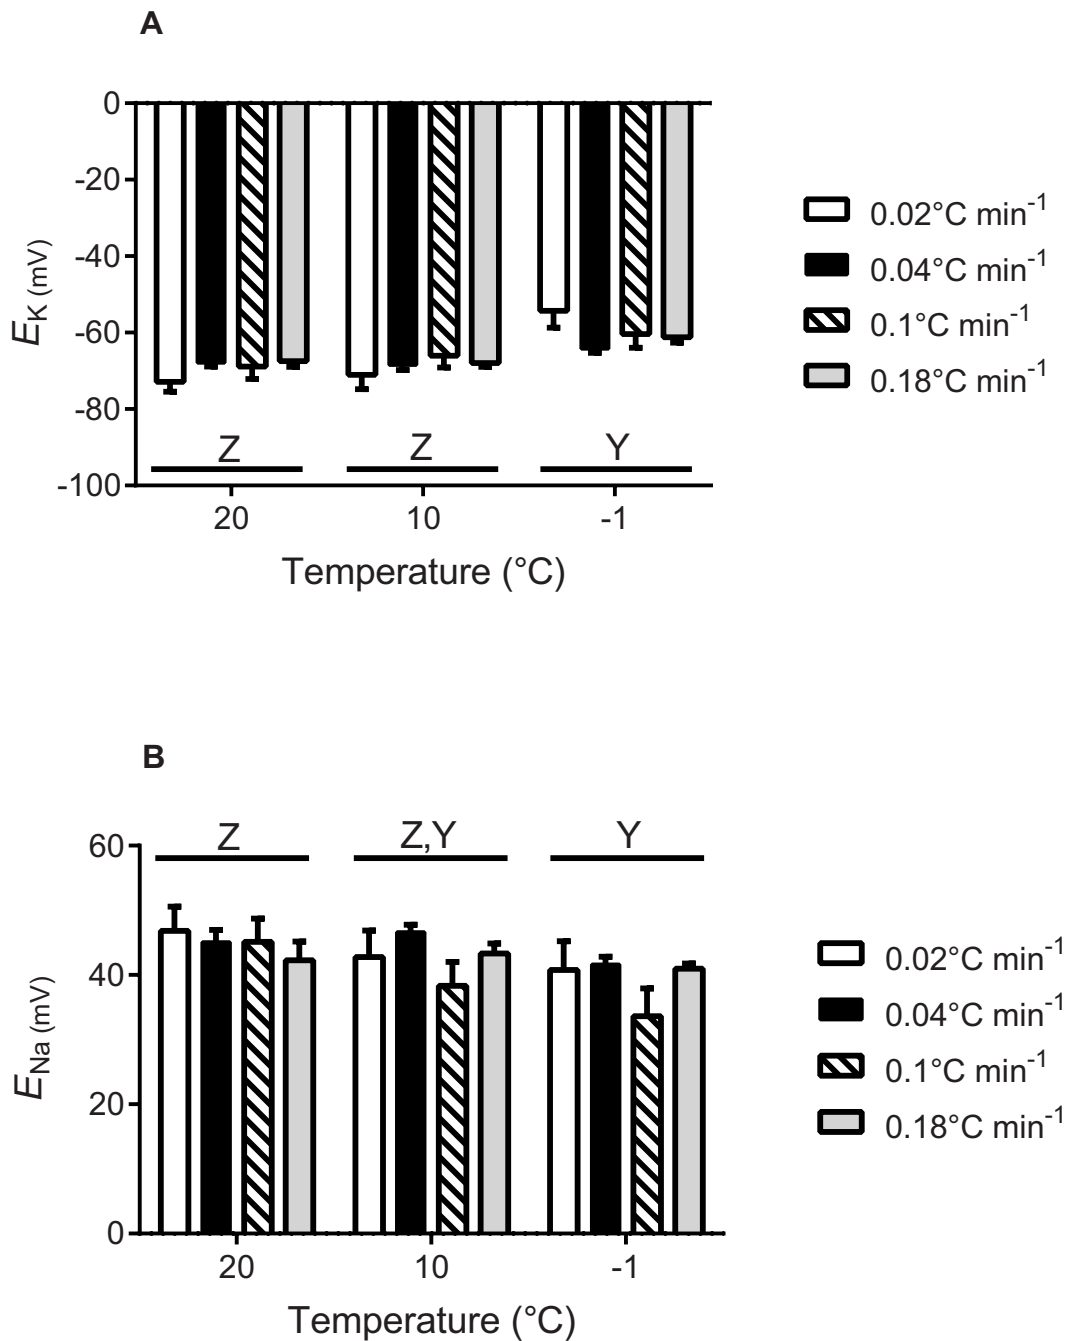 A
0
-20
-40
-60
-80
-100
E_K (mV)
Z Z Y
20 10 -1
Temperature (°C)
0.02°C min⁻¹
0.04°C min⁻¹
0.1°C min⁻¹
0.18°C min⁻¹
B
60
40
20
0
E_Na (mV)
Z Z,Y Y
20 10 -1
Temperature (°C)
0.02°C min⁻¹
0.04°C min⁻¹
0.1°C min⁻¹
0.18°C min⁻¹